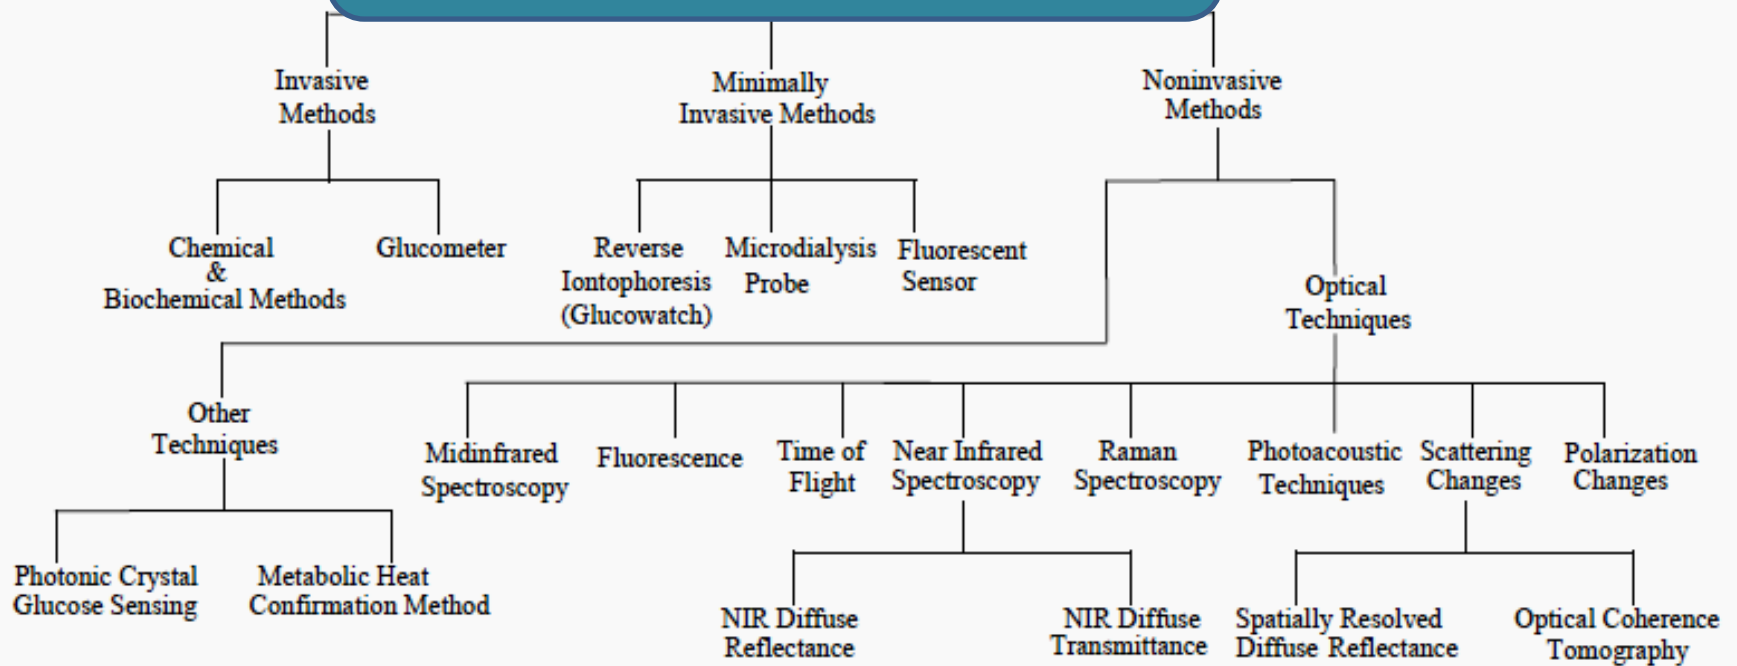 Invasive
Methods
Minimally
Invasive Methods
Noninvasive
Methods
Chemical
&
Biochemical Methods
Glucometer
Reverse
Iontophoresis
(Glucowatch)
Microdialysis
Probe
Fluorescent
Sensor
Optical
Techniques
Other
Techniques
Midinfrared
Spectroscopy
Fluorescence
Time of
Flight
Near Infrared
Spectroscopy
Raman
Spectroscopy
Photoacoustic
Techniques
Scattering
Changes
Polarization
Changes
Photonic Crystal
Glucose Sensing
Metabolic Heat
Confirmation Method
NIR Diffuse
Reflectance
NIR Diffuse
Transmittance
Spatially Resolved
Diffuse Reflectance
Optical Coherence
Tomography